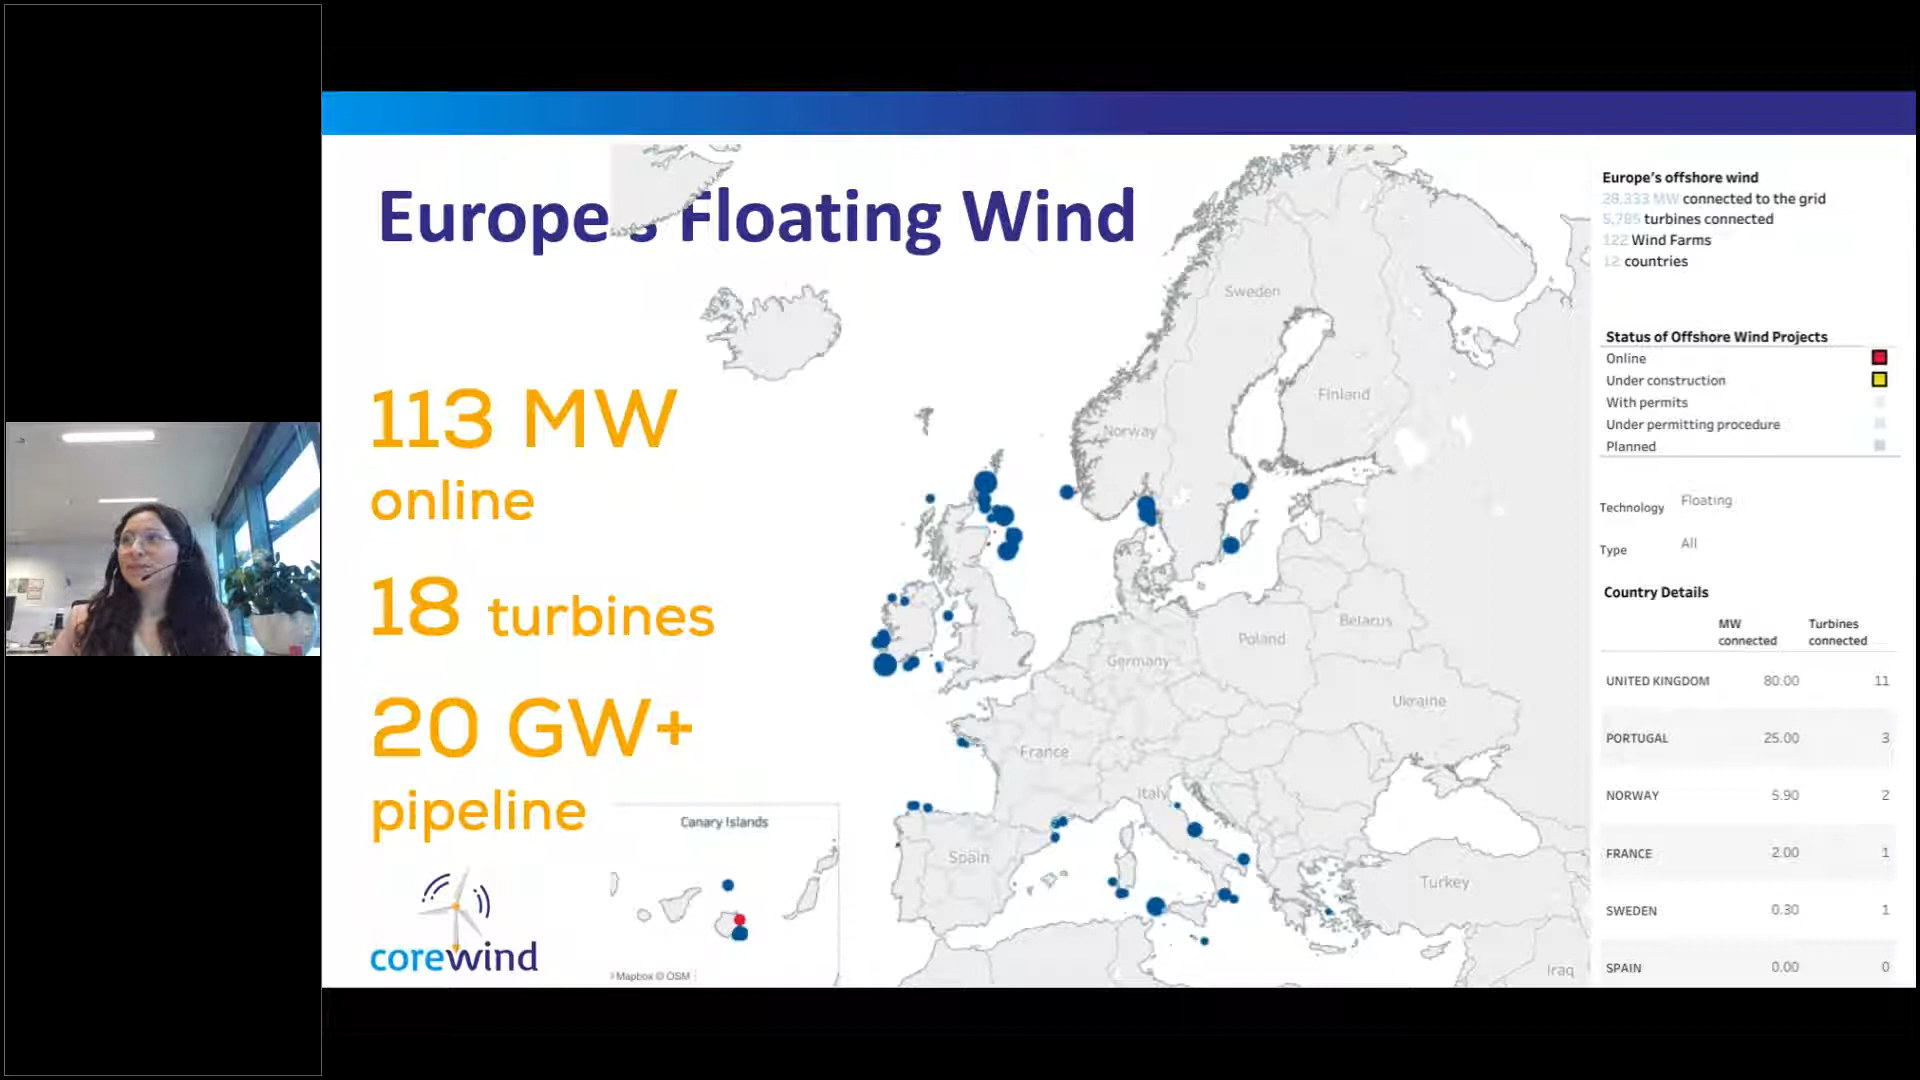 Europe's Floating Wind
113 MW
online
18 turbines
20 GW+
pipeline
corewind
Canary Islands
Mapbox © OSM
Sweden
Finland
Norway
Belarus
Poland
Germany
Ukraine
France
Italy
Spain
Turkey
Iraq
Europe's offshore wind
28,333 MW connected to the grid
5,785 turbines connected
122 Wind Farms
12 countries
Status of Offshore Wind Projects
Online
Under construction
With permits
Under permitting procedure
Planned
Technology Floating
Type All
Country Details
MW connected Turbines connected
UNITED KINGDOM 80.00 11
PORTUGAL 25.00 3
NORWAY 5.90 2
FRANCE 2.00 1
SWEDEN 0.30 1
SPAIN 0.00 0